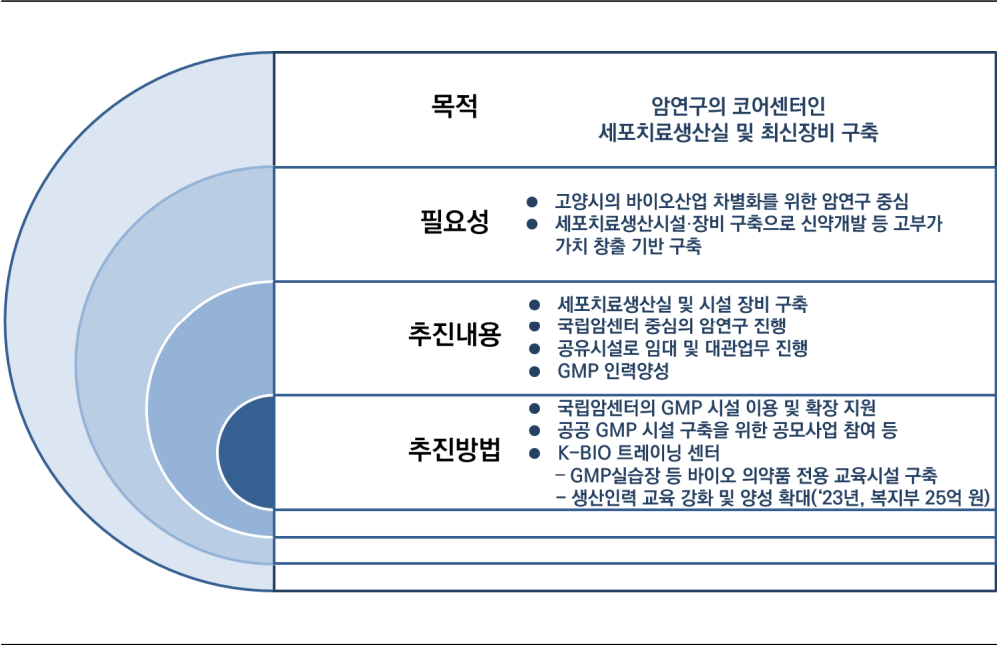 목적
암연구의 코어센터인
세포치료생산실 및 최신장비 구축
필요성
● 고양시의 바이오산업 차별화를 위한 암연구 중심
● 세포치료생산시설·장비 구축으로 신약개발 등 고부가
가치 창출 기반 구축
추진내용
● 세포치료생산실 및 시설 장비 구축
● 국립암센터 중심의 암연구 진행
● 공유시설로 임대 및 대관업무 진행
● GMP 인력양성
추진방법
● 국립암센터의 GMP 시설 이용 및 확장 지원
● 공공 GMP 시설 구축을 위한 공모사업 참여 등
● K-BIO 트레이닝 센터
– GMP실습장 등 바이오 의약품 전용 교육시설 구축
– 생산인력 교육 강화 및 양성 확대(‘23년, 복지부 25억 원)